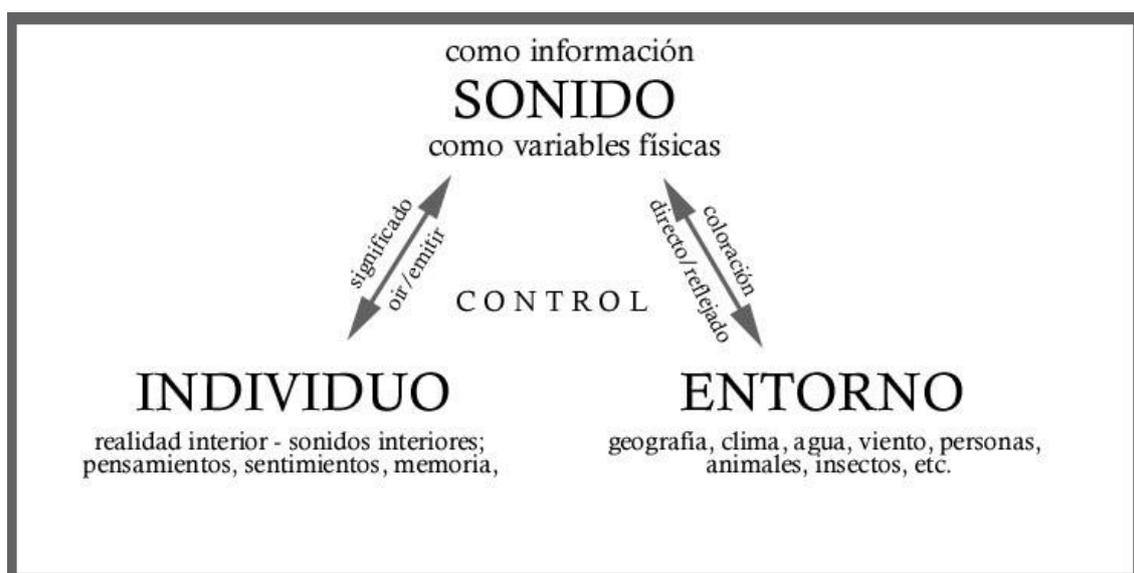 como información
SONIDO
como variables físicas
significado
oir/emitir
coloración
directo/reflejado
CONTROL
INDIVIDUO
realidad interior - sonidos interiores;
pensamientos, sentimientos, memoria,
ENTORNO
geografía, clima, agua, viento, personas,
animales, insectos, etc.